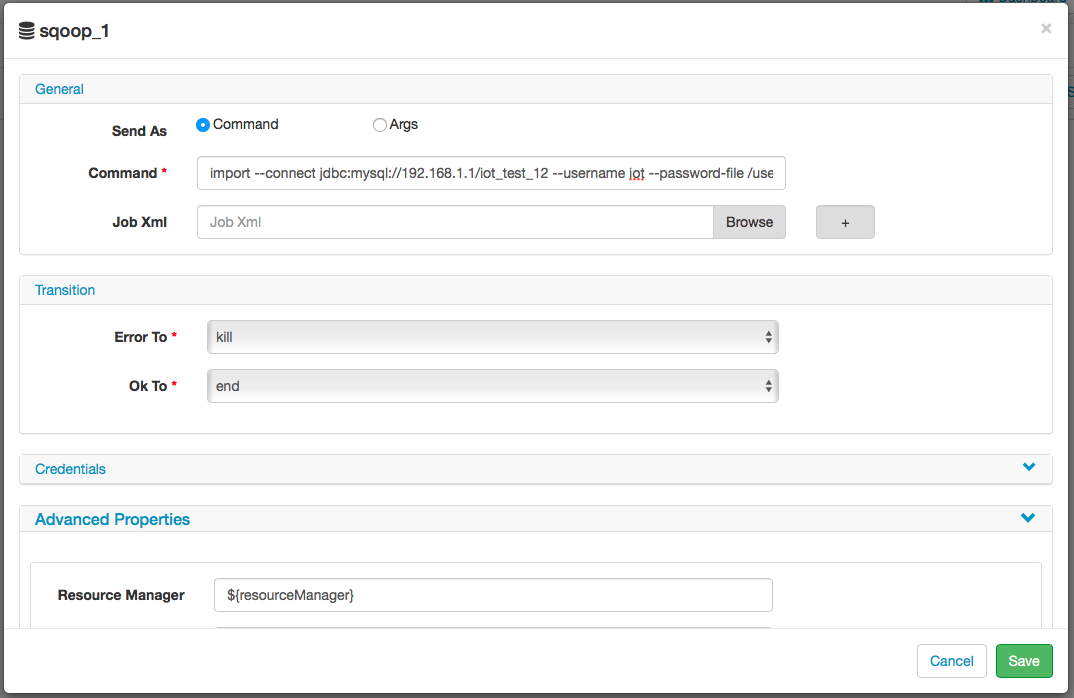 sqoop_1 ×
General
Send As Command Args
Command * import --connect jdbc:mysql://192.168.1.1/iot_test_12 --username iot --password-file /use
Job Xml Job Xml Browse +
Transition
Error To * kill
Ok To * end
Credentials
Advanced Properties
Resource Manager ${resourceManager}
Cancel Save